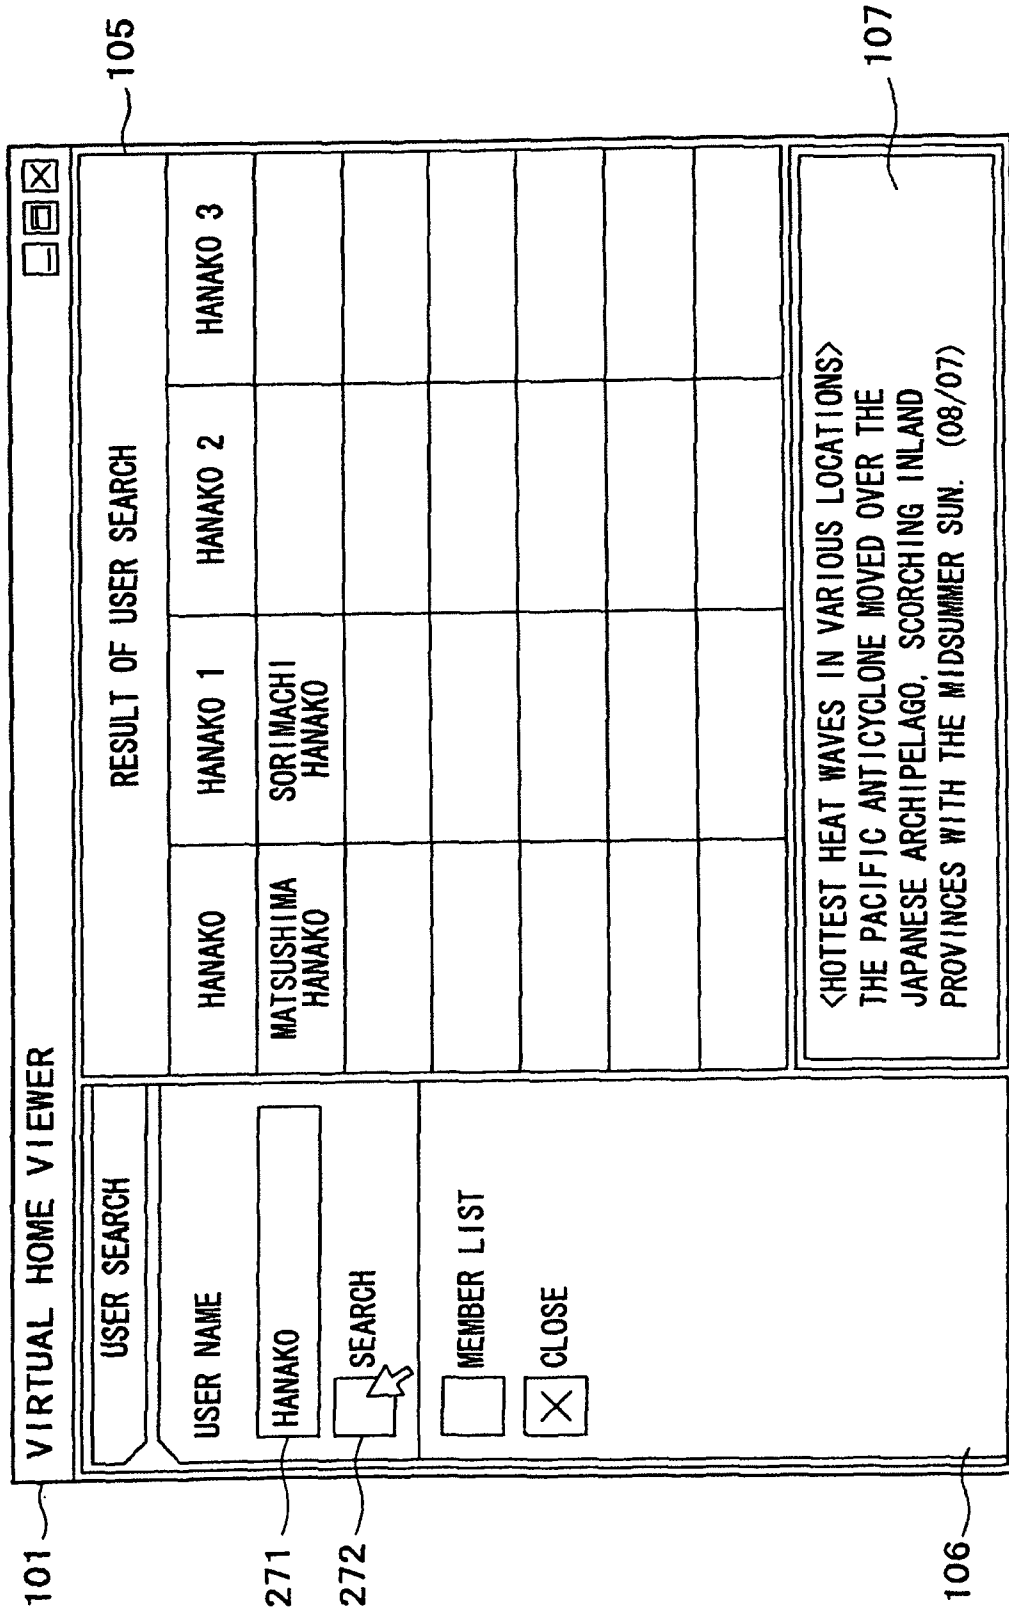 101
VIRTUAL HOME VIEWER
105
USER SEARCH
USER NAME
271
HANAKO
272
SEARCH
MEMBER LIST
CLOSE
106
RESULT OF USER SEARCH
HANAKO
HANAKO 1
HANAKO 2
HANAKO 3
MATSUSHIMA
HANAKO
SORIMACHI
HANAKO
<HOTTEST HEAT WAVES IN VARIOUS LOCATIONS>
THE PACIFIC ANTICYCLONE MOVED OVER THE
JAPANESE ARCHIPELAGO, SCORCHING INLAND
PROVINCES WITH THE MIDSUMMER SUN. (08/07)
107